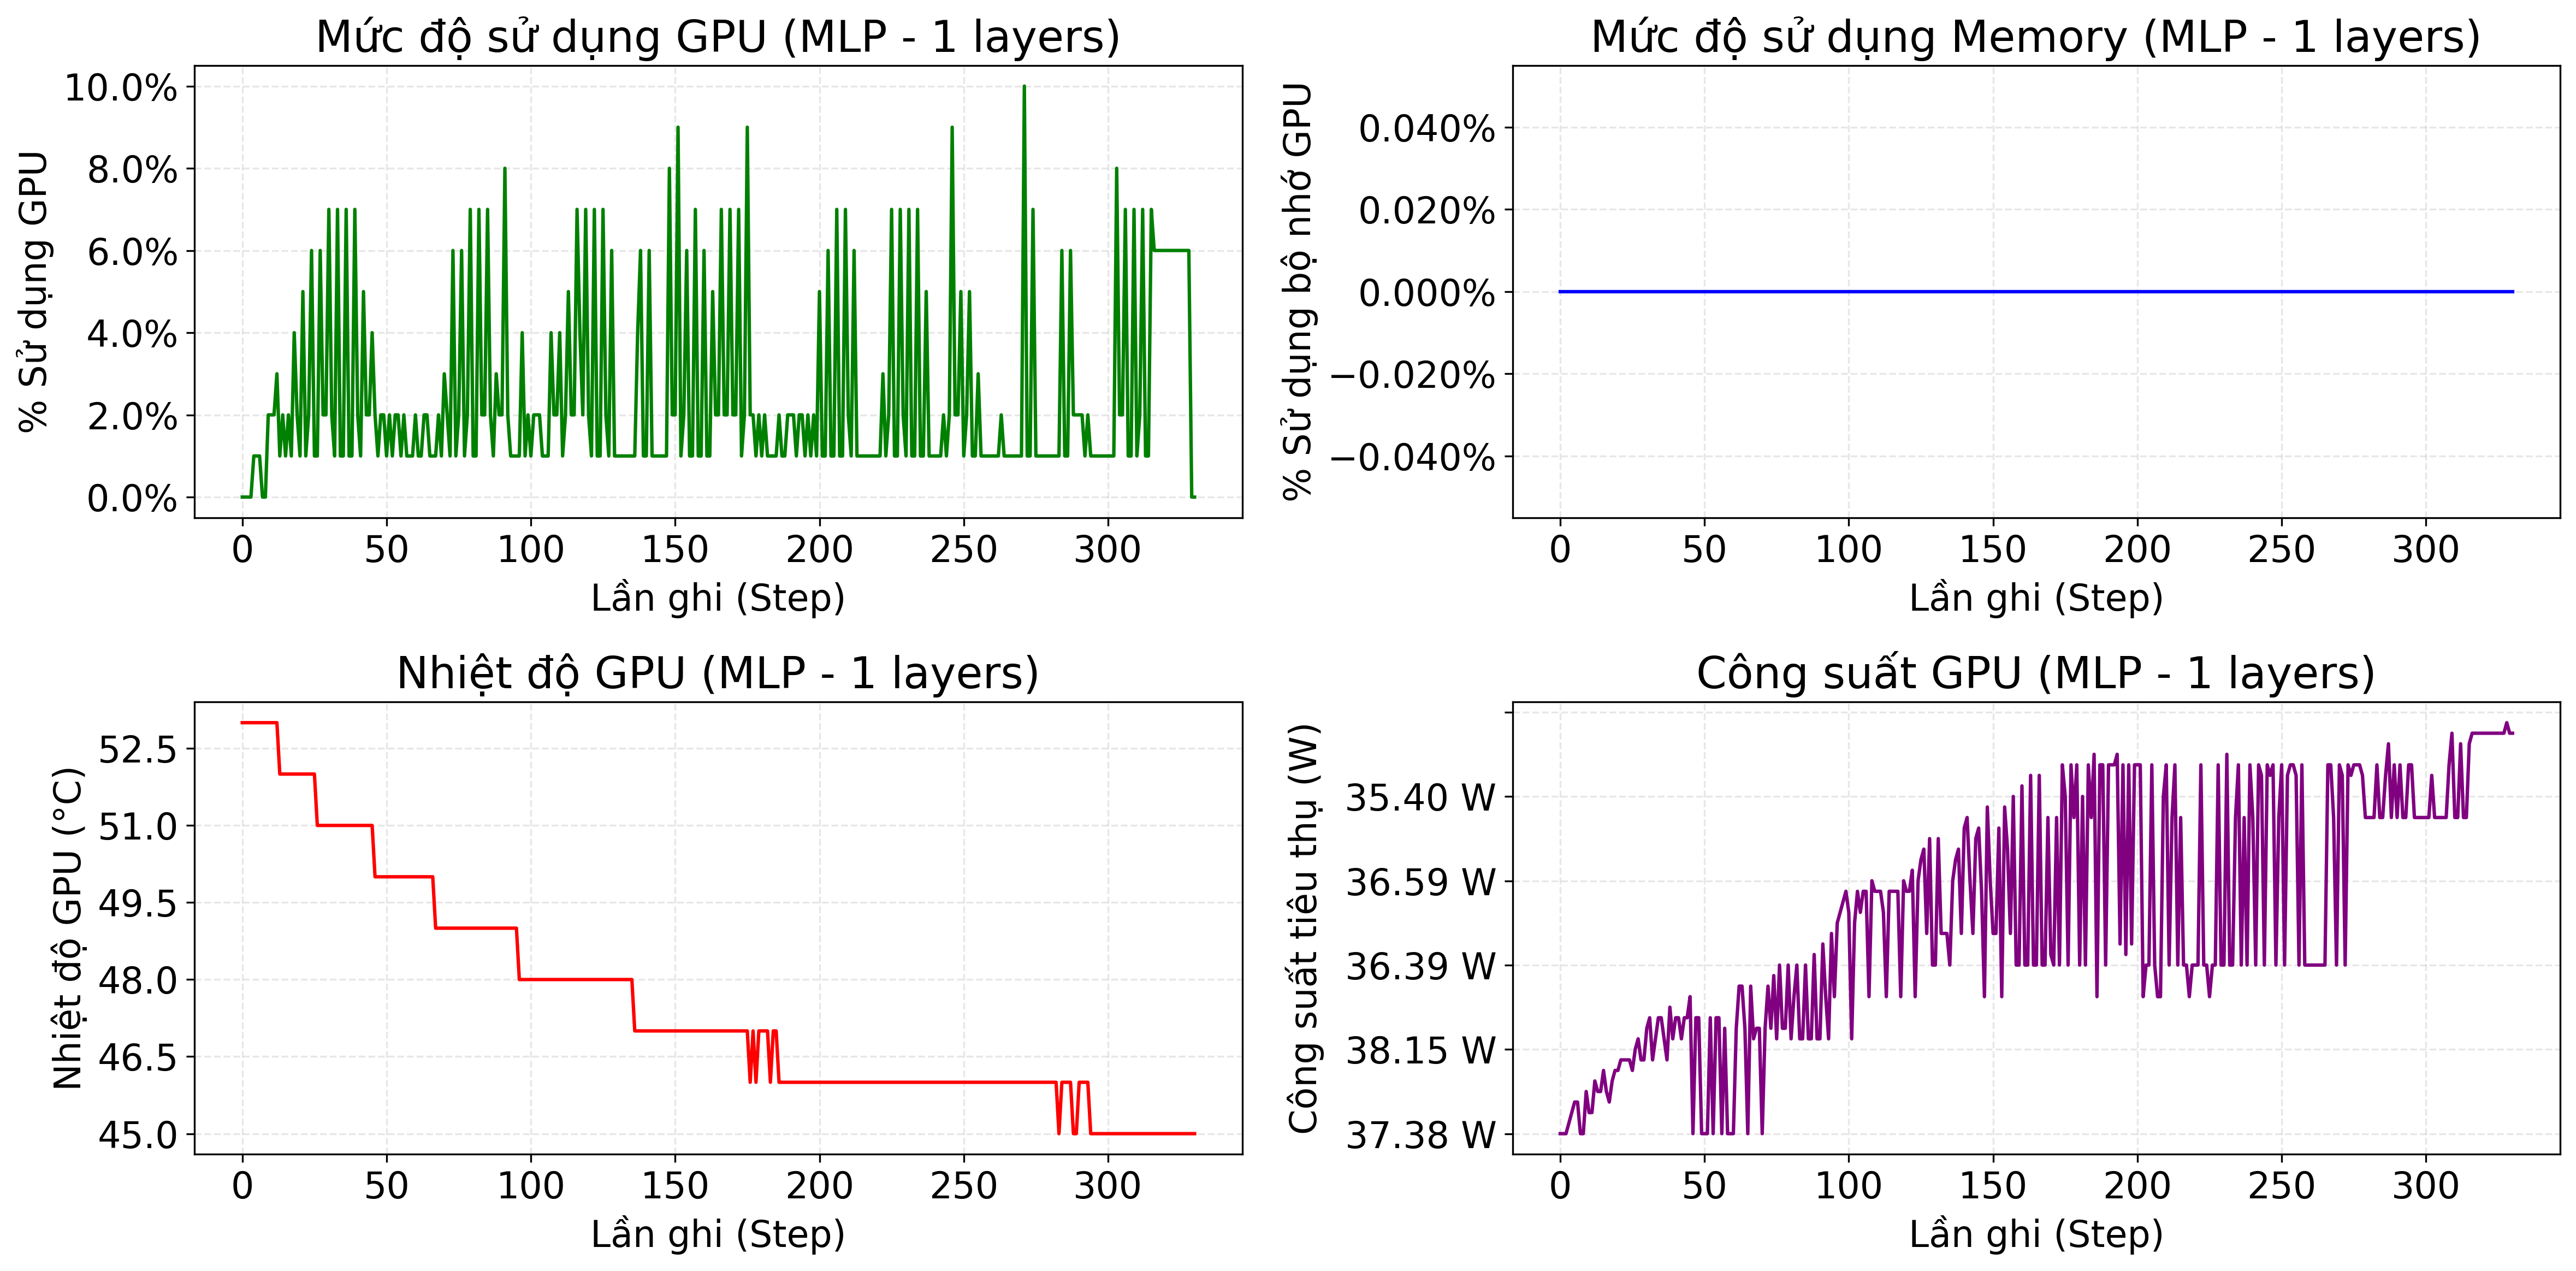 Mức độ sử dụng GPU (MLP - 1 layers)
% Sử dụng GPU
10.0%
8.0%
6.0%
4.0%
2.0%
0.0%
0 50 100 150 200 250 300
Lần ghi (Step)
Mức độ sử dụng Memory (MLP - 1 layers)
% Sử dụng bộ nhớ GPU
0.040%
0.020%
0.000%
−0.020%
−0.040%
0 50 100 150 200 250 300
Lần ghi (Step)
Nhiệt độ GPU (MLP - 1 layers)
Nhiệt độ GPU (°C)
52.5
51.0
49.5
48.0
46.5
45.0
0 50 100 150 200 250 300
Lần ghi (Step)
Công suất GPU (MLP - 1 layers)
Công suất tiêu thụ (W)
35.40 W
36.59 W
36.39 W
38.15 W
37.38 W
0 50 100 150 200 250 300
Lần ghi (Step)